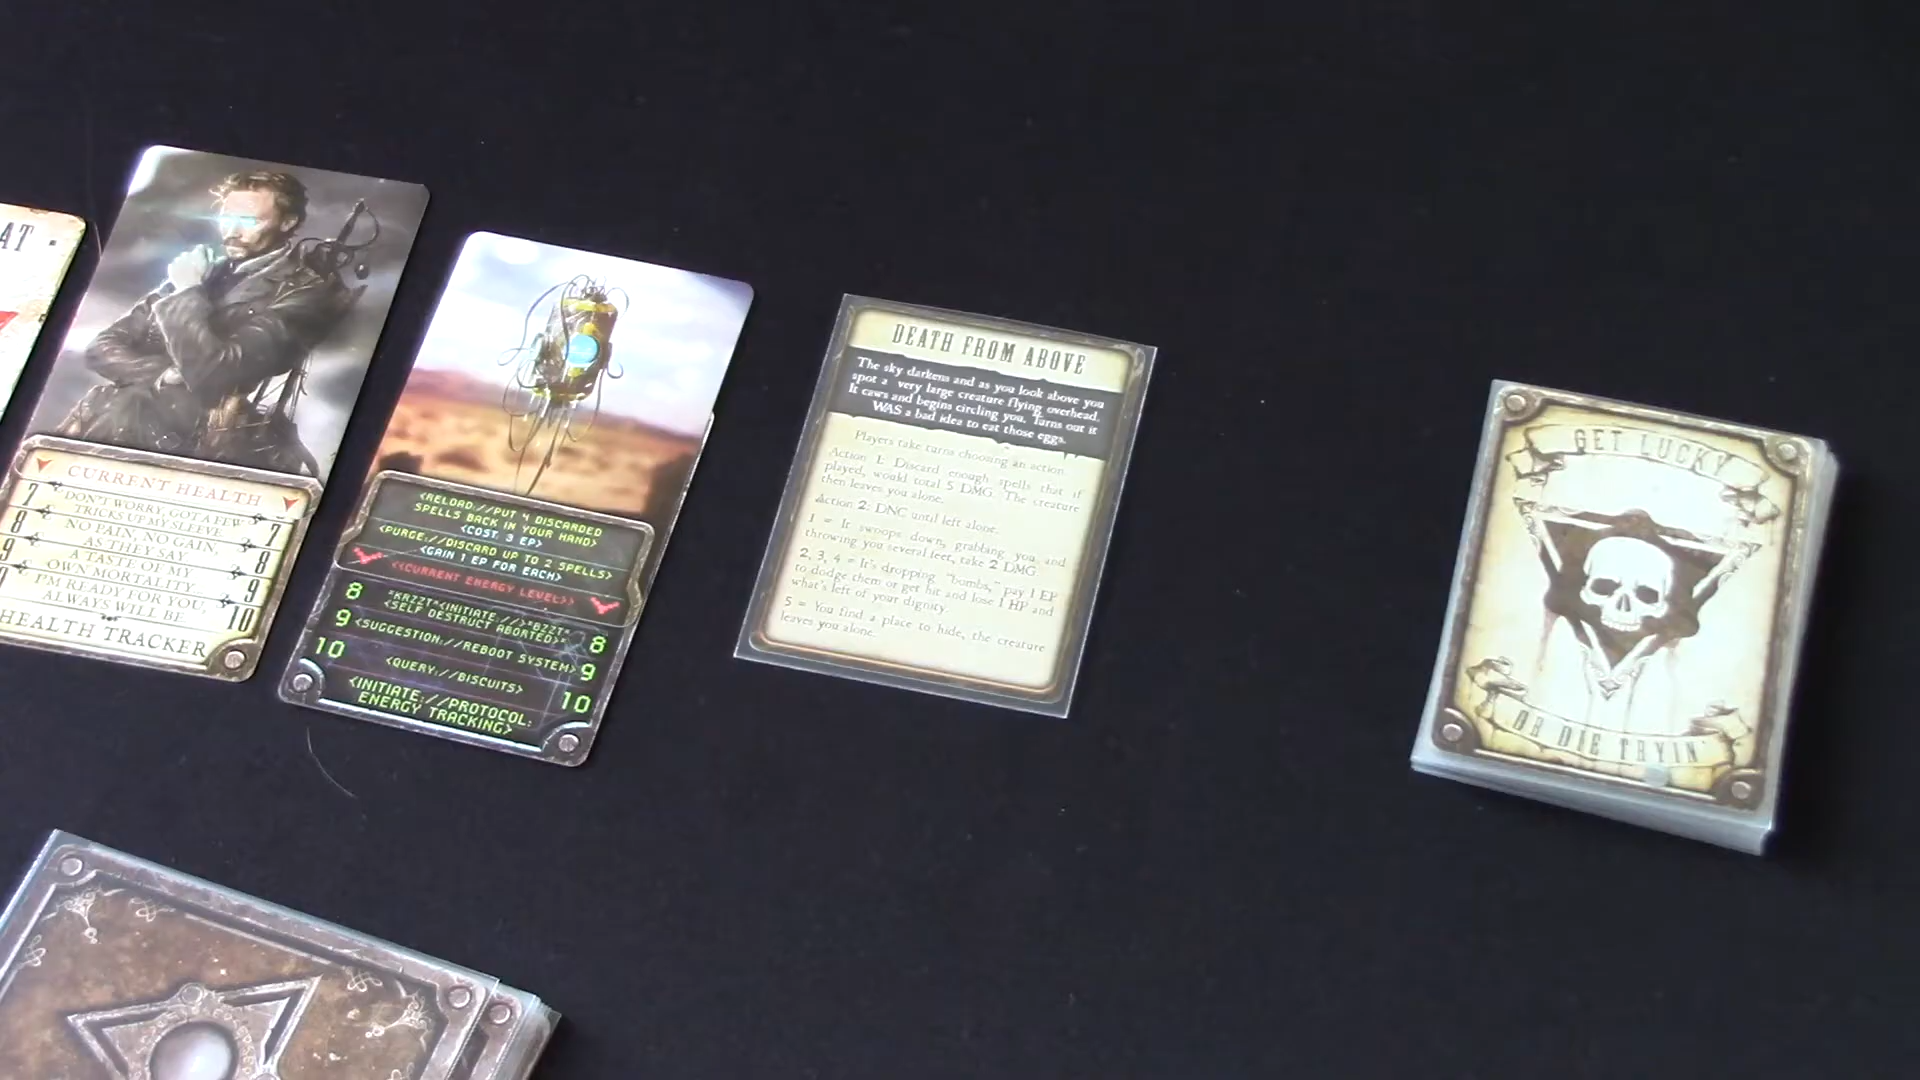 AT
CURRENT HEALTH
7 DON'T WORRY, GOT A FEW 7
TRICKS UP MY SLEEVE
8 NO PAIN, NO GAIN, 8
AS THEY SAY
9 A TASTE OF MY 9
OWN MORTALITY
I'M READY FOR YOU, 10
ALWAYS WILL BE.
HEALTH TRACKER
<RELOAD://PUT 4 DISCARDED
SPELLS BACK IN YOUR HAND>
<COST: 3 EP>
<PURGE://DISCARD UP TO 2 SPELLS>
<GAIN 1 EP FOR EACH>
<<CURRENT ENERGY LEVEL>>
8 *KRZZT*<INITIATE://>*BZZT* 8
<SELF DESTRUCT ABORTED>*
9 <SUGGESTION://REBOOT SYSTEM> 9
10 <QUERY://BISCUITS> 10
<INITIATE://PROTOCOL:
ENERGY TRACKING>
DEATH FROM ABOVE
The sky darkens and as you look above you
spot a very large creature flying overhead.
It caws and begins circling you. Turns out it
WAS a bad idea to eat those eggs.
Players take turns choosing an action.
Action 1: Discard enough spells that if
played, would total 5 DMG. The creature
then leaves you alone.
Action 2: DNC until left alone.
1 = It swoops down, grabbing you and
throwing you several feet, take 2 DMG.
2, 3, 4 = It's dropping "bombs," pay 1 EP
to dodge them or get hit and lose 1 HP and
what's left of your dignity.
5 = You find a place to hide, the creature
leaves you alone.
GET LUCKY
OR DIE TRYIN'